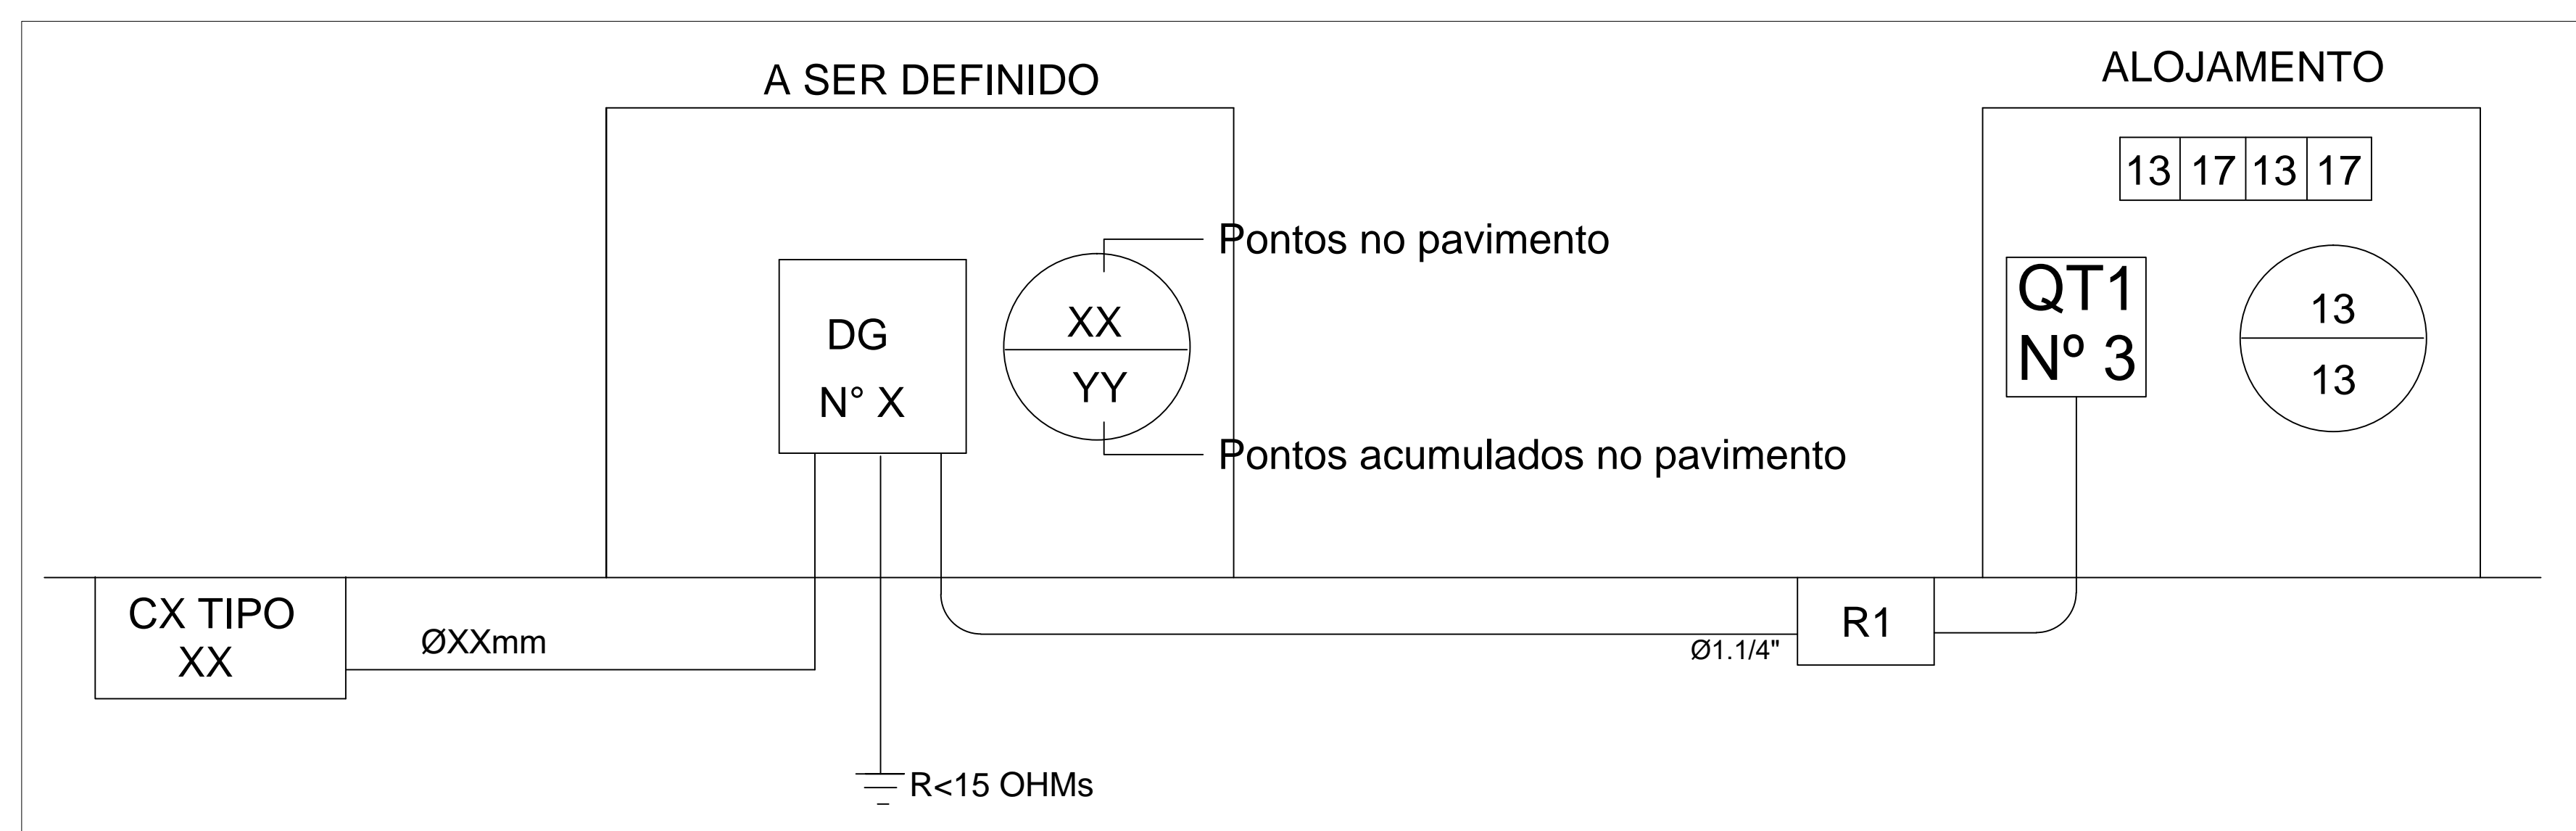 A SER DEFINIDO
ALOJAMENTO
13 17 13 17
Pontos no pavimento
DG
N° X
XX
YY
QT1
Nº 3
13
13
Pontos acumulados no pavimento
CX TIPO
XX
ØXXmm
Ø1.1/4"
R1
R<15 OHMs